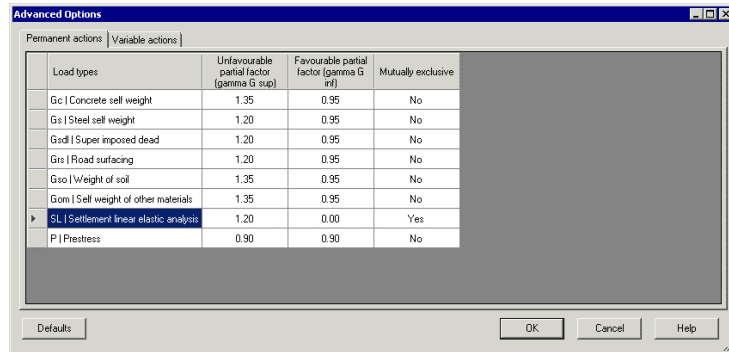 Advanced Options
Permanent actions Variable actions
Load types
Unfavourable
partial factor
(gamma G sup)
Favourable partial
factor (gamma G
inf)
Mutually exclusive
Gc | Concrete self weight 1.35 0.95 No
Gs | Steel self weight 1.20 0.95 No
Gsdl | Super imposed dead 1.20 0.95 No
Grs | Road surfacing 1.20 0.95 No
Gso | Weight of soil 1.35 0.95 No
Gom | Self weight of other materials 1.35 0.95 No
SL | Settlement linear elastic analysis 1.20 0.00 Yes
P | Prestress 0.90 0.90 No
Defaults OK Cancel Help